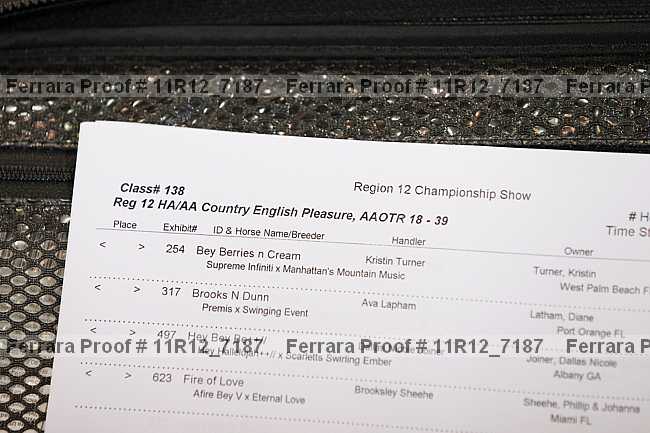 Ferrara Proof # 11R12_7187 Ferrara Proof # 11R12_7187 Ferrara P
Region 12 Championship Show
Class# 138
Reg 12 HA/AA Country English Pleasure, AAOTR 18 - 39
Time St
Place Exhibit# ID & Horse Name/Breeder Handler Owner
< > 254 Bey Berries n Cream Kristin Turner Turner, Kristin
Supreme Infiniti x Manhattan's Mountain Music West Palm Beach F
< > 317 Brooks N Dunn Ava Lapham Latham, Diane
Premis x Swinging Event Port Orange FL
< > 497 Hey Bey Joiner, Dallas Nicole
Hey Hallelujah++// x Scarletts Swirling Ember Albany GA
Ferrara Proof # 11R12_7187 Ferrara Proof # 11R12_7187 Ferrara P
< > 623 Fire of Love Brooksley Sheehe Sheehe, Phillip & Johanna
Afire Bey V x Eternal Love Miami FL